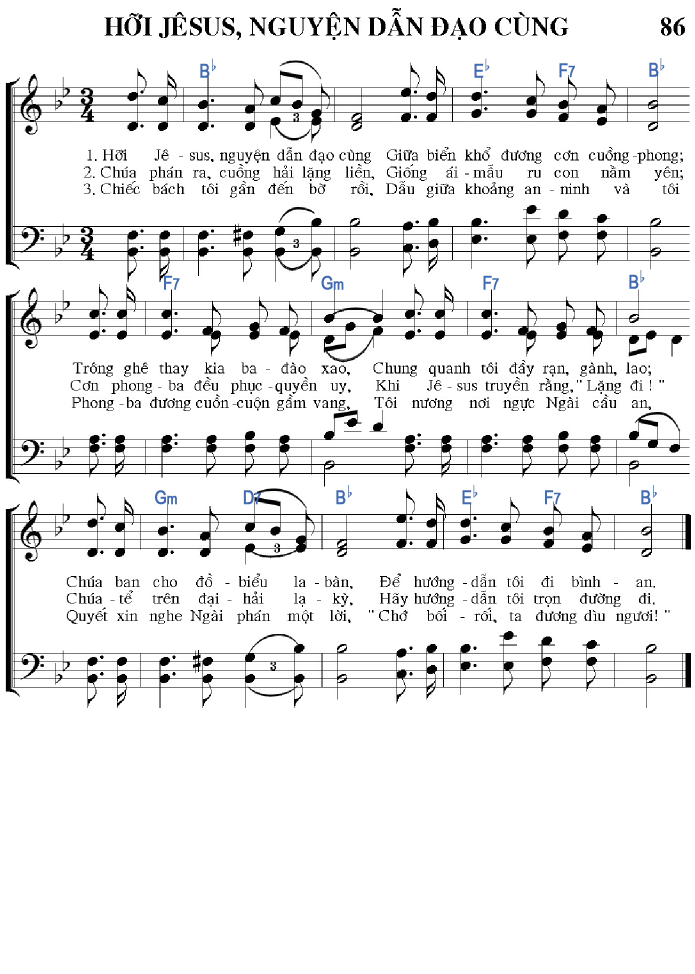 HỠI JÊSUS, NGUYỆN DẪN ĐẠO CÙNG 86
B♭ E♭ F7 B♭
3 4 3
1. Hỡi Jê - sus, nguyện dẫn đạo cùng Giữa biển khổ đương cơn cuồng-phong;
2. Chúa phán ra, cuồng hải lặng liền, Giống ái-mẫu ru con nằm yên;
3. Chiếc bách tôi gần đến bờ rồi, Dẫu giữa khoảng an-ninh và tôi
3 4 3
F7 Gm F7 B♭
Trông ghê thay kia ba-đào xao, Chung quanh tôi đầy rạn, gành, lao;
Cơn phong-ba đều phục-quyền uy, Khi Jê-sus truyền rằng, "Lặng đi!"
Phong-ba đương cuồn-cuộn gầm vang, Tôi nương nơi ngực Ngài cầu an,
Gm D7 B♭ E♭ F7 B♭
3
Chúa ban cho đồ-biểu la-bàn, Để hướng-dẫn tôi đi bình-an.
Chúa-tể trên đại-hải lạ-kỳ, Hãy hướng-dẫn tôi trọn đường đi.
Quyết xin nghe Ngài phán một lời, "Chớ bối-rối, ta đương dìu ngươi!"
3